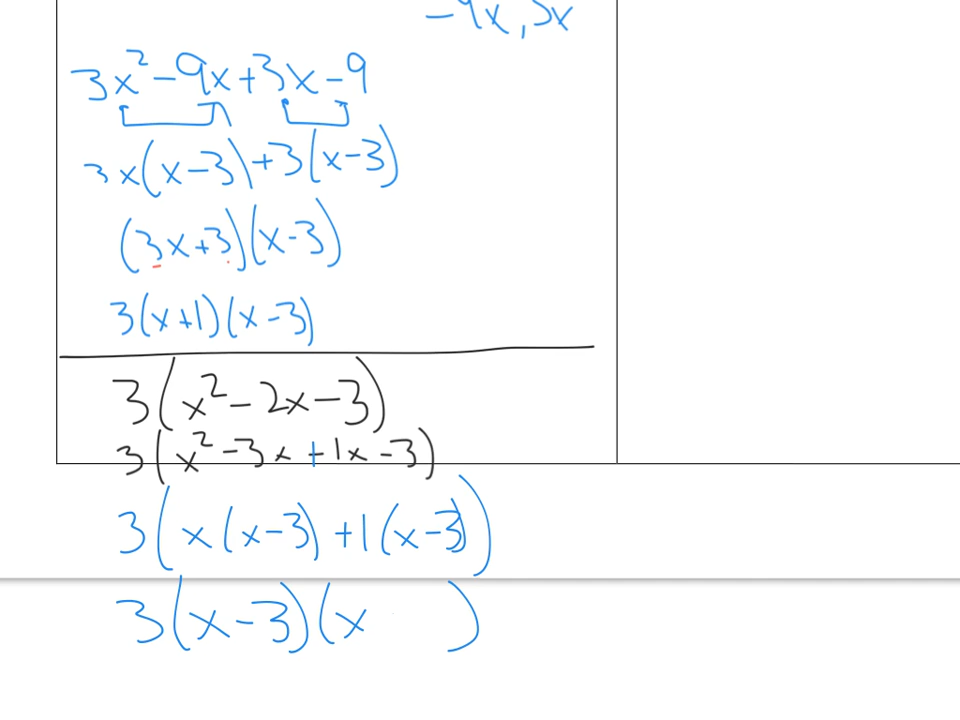 -9x, 3x
3x² - 9x + 3x - 9
3x(x-3) + 3(x-3)
(3x+3)(x-3)
3(x+1)(x-3)
3(x² - 2x - 3)
3(x² - 3x + 1x - 3)
3(x(x-3) + 1(x-3))
3(x-3)(x )